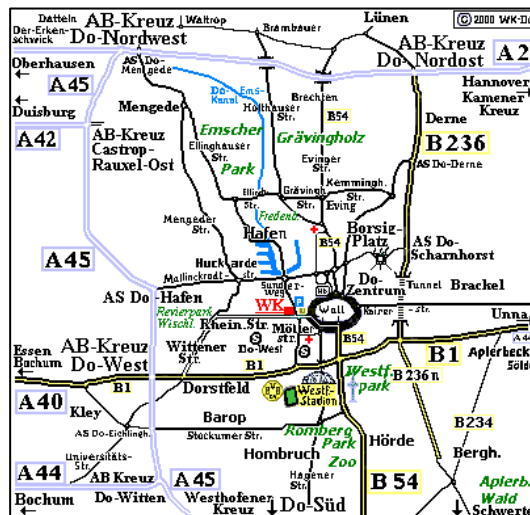 Datteln
AB-Kreuz
Waltrop
Brambauer
Lünen
© 2000 WK-Do
Der-Erken-
schwick
Do-Nordwest
AB-Kreuz
Do-Nordost
A 2
Oberhausen
AS Do-
Mengede
A 45
Do-Ems-
Kanal
Holthauser
Str.
Brechten
B54
Hannover
Kamener
Kreuz
Duisburg
Mengede
A 42
AB-Kreuz
Castrop-
Rauxel-Ost
Emscher
Park
Grävingholz
Derne
B 236
Ellinghauser
Str.
Evinger
Str.
AS Do-Derne
Kemmingh.
Str.
Ellingh.
Str.
Grävingh.
Str.
Eving
Mengeder
Str.
Fredenb.
Hafen
B54
Borsig-
Platz
AS Do-
Scharnhorst
A 45
Huckarde
Mallinckrodt-
str.
Sunder-
weg
Do-
Zentrum
Tunnel
Brackel
AS Do-Hafen
Revierpark
Wischl.
WK
P
U
Hb
Wall
Kaiser-
str.
Rhein.Str.
Möller
str.
Unna
Essen
Bochum
AB-Kreuz
Do-West
Wittener
Str.
S
Do-West
S
B54
B1
B1
Aplerbeck
A 40
B1
Dorstfeld
Westf.-
Stadion
Westf.
park
B 236n
Kley
Barop
B234
AS Do-Eichlingh.
Stockumer Str.
Romberg
Park
Zoo
Hörde
Universitäts-
Str.
Hombruch
Bergh.
A 44
AB Kreuz
Do-Witten
A 45
Hagener
Str.
B 54
Aplerb.
Wald
Bochum
Westhofener
Kreuz
Do-Süd
Schwerte